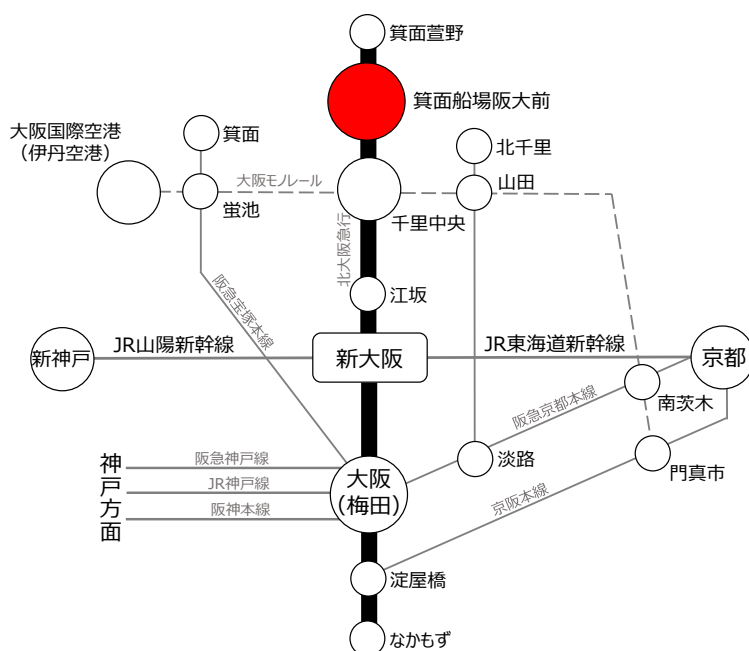 箕面萱野
箕面船場阪大前
大阪国際空港
（伊丹空港）
箕面
北千里
大阪モノレール
山田
蛍池
千里中央
北大阪急行
阪急宝塚本線
江坂
新神戸
JR山陽新幹線
新大阪
JR東海道新幹線
京都
南茨木
阪急京都本線
神戸方面
阪急神戸線
JR神戸線
阪神本線
大阪
（梅田）
淡路
門真市
京阪本線
淀屋橋
なかもず